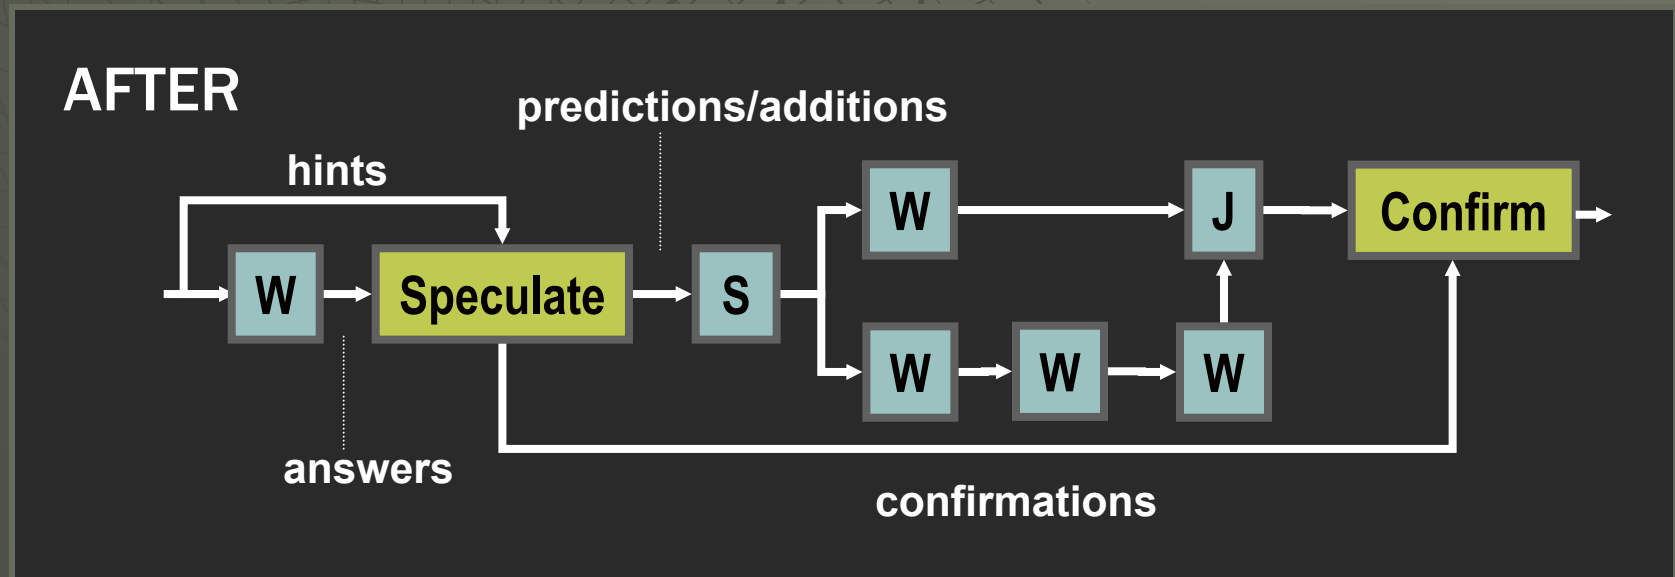 AFTER
predictions/additions
hints
W
J
Confirm
W
Speculate
S
W
W
W
answers
confirmations